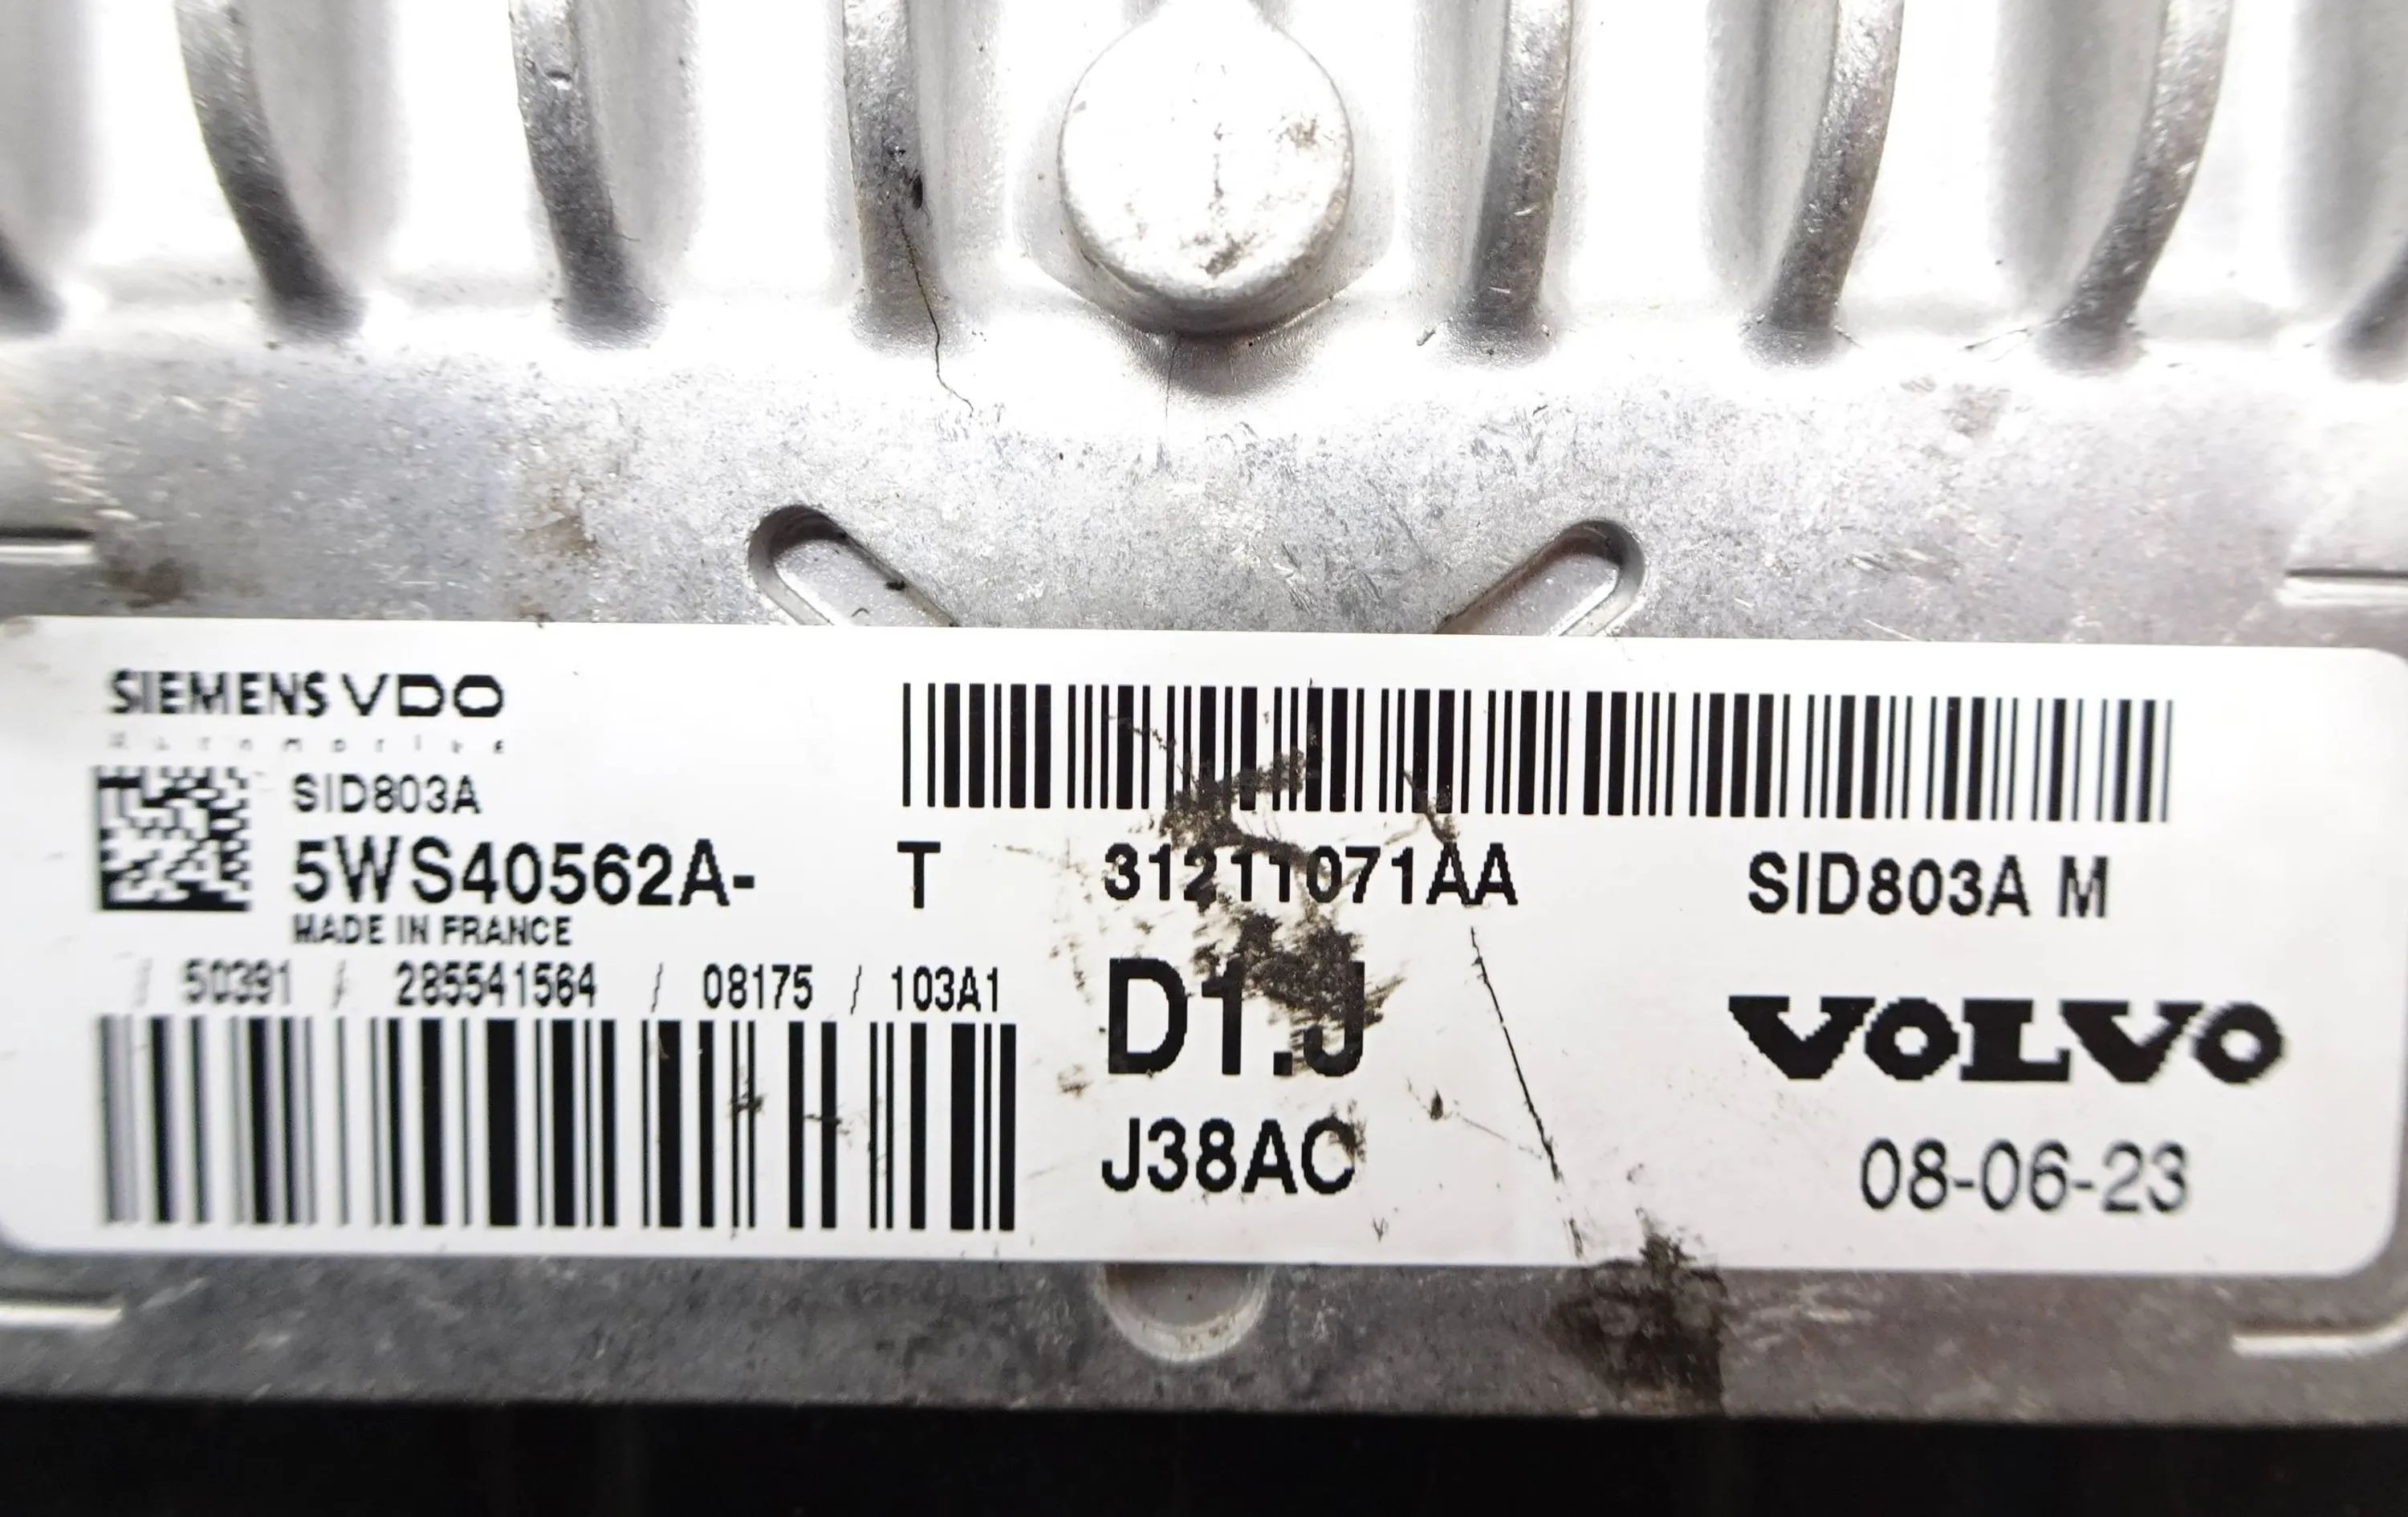 SIEMENS VDO
Automotive
SID803A
5WS40562A- T
MADE IN FRANCE
/ 50391 / 285541564 / 08175 / 103A1
31211071AA SID803A M
D1.J
VOLVO
J38AC
08-06-23